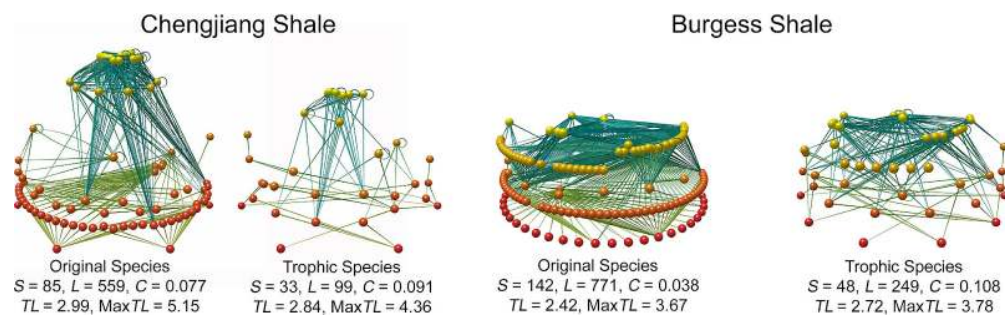 Chengjiang Shale
Burgess Shale
Original Species
S = 85, L = 559, C = 0.077
TL = 2.99, MaxTL = 5.15
Trophic Species
S = 33, L = 99, C = 0.091
TL = 2.84, MaxTL = 4.36
Original Species
S = 142, L = 771, C = 0.038
TL = 2.42, MaxTL = 3.67
Trophic Species
S = 48, L = 249, C = 0.108
TL = 2.72, MaxTL = 3.78